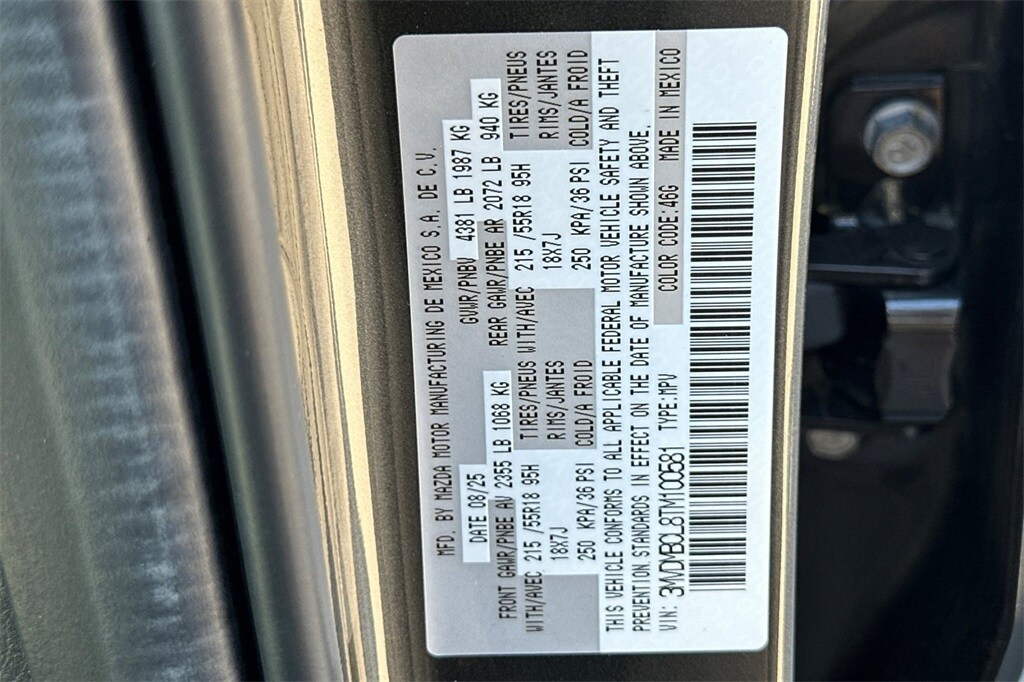 MFD. BY MAZDA MOTOR MANUFACTURING DE MEXICO S.A. DE C.V.
DATE 08/25 GVWR/PNBV 4381 LB 1987 KG
FRONT GAWR/PNBE AV 2355 LB 1068 KG REAR GAWR/PNBE AR 2072 LB 940 KG
WITH/AVEC 215 /55R18 95H TIRES/PNEUS WITH/AVEC 215 /55R18 95H TIRES/PNEUS
18X7J RIMS/JANTES 18X7J RIMS/JANTES
250 KPA/36 PSI COLD/A FROID 250 KPA/36 PSI COLD/A FROID
THIS VEHICLE CONFORMS TO ALL APPLICABLE FEDERAL MOTOR VEHICLE SAFETY AND THEFT
PREVENTION STANDARDS IN EFFECT ON THE DATE OF MANUFACTURE SHOWN ABOVE.
VIN: 3MVDMBCL8TM100581 TYPE:MPV COLOR CODE:46G MADE IN MEXICO